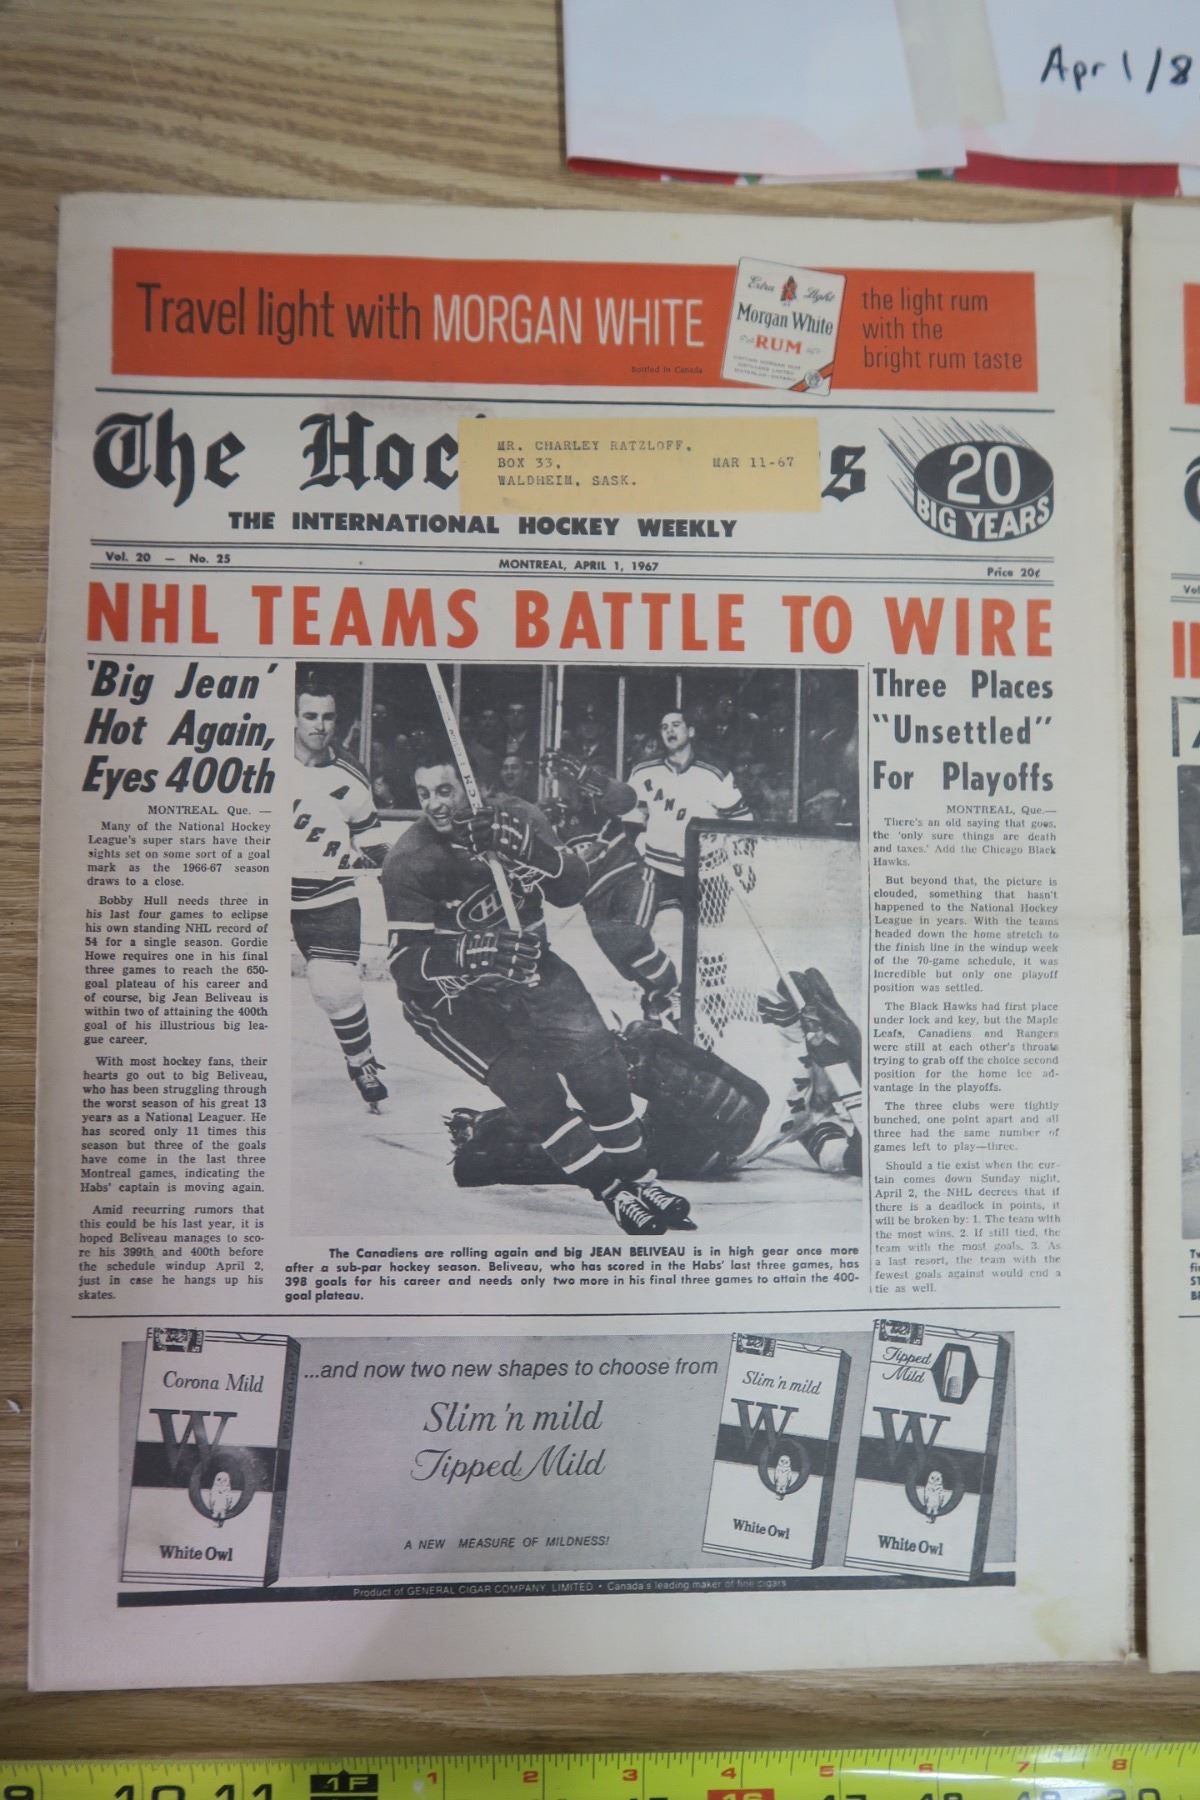 Apr 1/8
Travel light with MORGAN WHITE
Bottled in Canada
Extra Light
Morgan White
RUM
the light rum
with the
bright rum taste
The Hoc s
MR. CHARLEY RATZLOFF,
BOX 33, MAR 11-67
WALDHEIM, SASK.
20
BIG YEARS
THE INTERNATIONAL HOCKEY WEEKLY
Vol. 20 — No. 25
MONTREAL, APRIL 1, 1967
Price 20¢
NHL TEAMS BATTLE TO WIRE
'Big Jean'
Hot Again,
Eyes 400th
MONTREAL. Que. —
Many of the National Hockey
League's super stars have their
sights set on some sort of a goal
mark as the 1966-67 season
draws to a close.
Bobby Hull needs three in
his last four games to eclipse
his own standing NHL record of
54 for a single season. Gordie
Howe requires one in his final
three games to reach the 650-
goal plateau of his career and
of course, big Jean Beliveau is
within two of attaining the 400th
goal of his illustrious big lea-
gue career.
With most hockey fans, their
hearts go out to big Beliveau,
who has been struggling through
the worst season of his great 13
years as a National Leaguer. He
has scored only 11 times this
season but three of the goals
have come in the last three
Montreal games, indicating the
Habs' captain is moving again.
Amid recurring rumors that
this could be his last year, it is
hoped Beliveau manages to sco-
re his 399th and 400th before
the schedule windup April 2,
just in case he hangs up his
skates.
The Canadiens are rolling again and big JEAN BELIVEAU is in high gear once more
after a sub-par hockey season. Beliveau, who has scored in the Habs' last three games, has
398 goals for his career and needs only two more in his final three games to attain the 400-
goal plateau.
Three Places
"Unsettled"
For Playoffs
MONTREAL, Que.—
There's an old saying that goes,
the 'only sure things are death
and taxes.' Add the Chicago Black
Hawks.
But beyond that, the picture is
clouded, something that hasn't
happened to the National Hockey
League in years. With the teams
headed down the home stretch to
the finish line in the windup week
of the 70-game schedule, it was
incredible but only one playoff
position was settled.
The Black Hawks had first place
under lock and key, but the Maple
Leafs, Canadiens and Rangers
were still at each other's throats
trying to grab off the choice second
position for the home ice ad-
vantage in the playoffs.
The three clubs were tightly
bunched, one point apart and all
three had the same number of
games left to play—three.
Should a tie exist when the cur-
tain comes down Sunday night,
April 2, the NHL decrees that if
there is a deadlock in points, it
will be broken by: 1. The team with
the most wins. 2. If still tied, the
team with the most goals. 3. As
a last resort, the team with the
fewest goals against would end a
tie as well.
Corona Mild
WO
White Owl
...and now two new shapes to choose from
Slim 'n mild
Tipped Mild
A NEW MEASURE OF MILDNESS!
Slim 'n mild
WO
White Owl
Tipped
Mild
WO
White Owl
Product of GENERAL CIGAR COMPANY, LIMITED • Canada's leading maker of fine cigars
9 10 11 1F 1 2 3 4 5 6 7 8